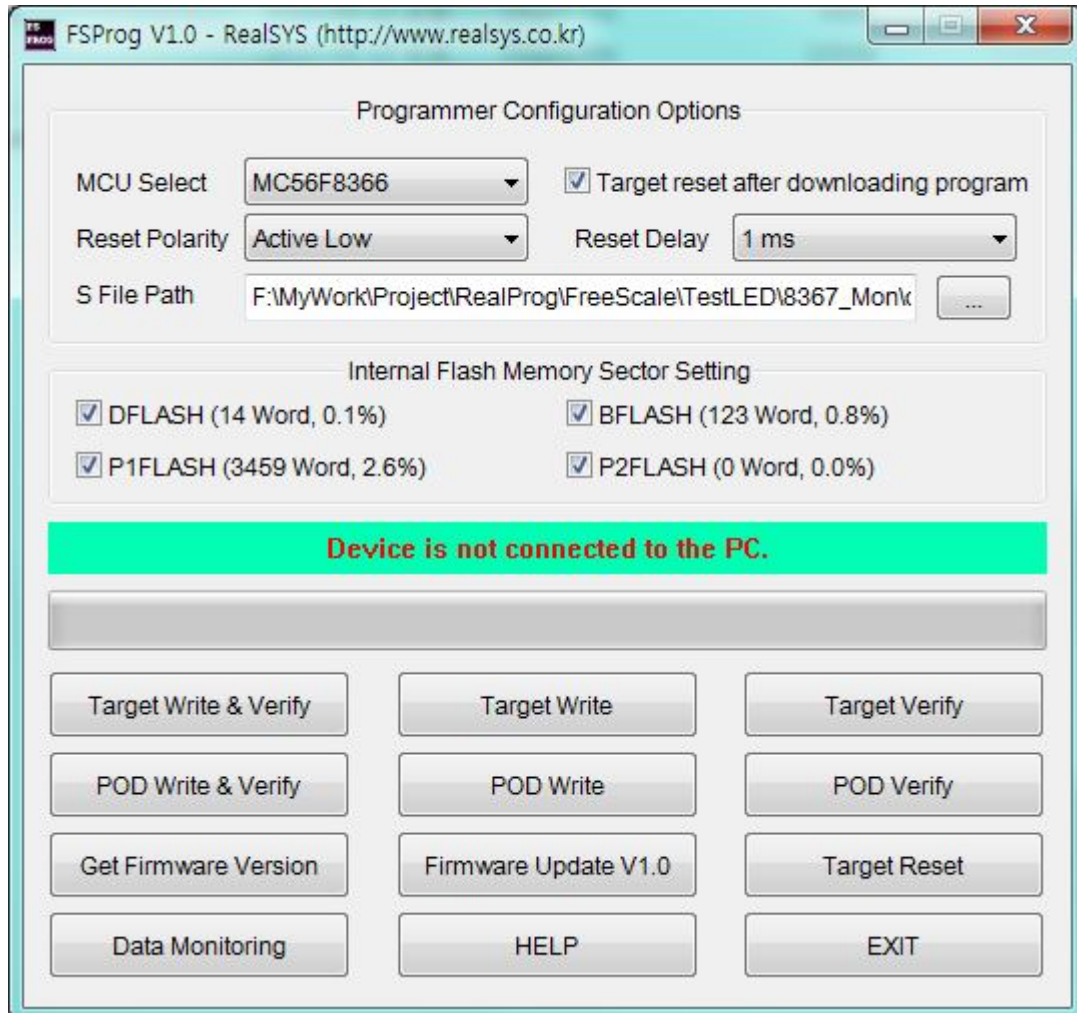 FS PROG FSProg V1.0 - RealSYS (http://www.realsys.co.kr)
Programmer Configuration Options
MCU Select MC56F8366 Target reset after downloading program
Reset Polarity Active Low Reset Delay 1 ms
S File Path F:\MyWork\Project\RealProg\FreeScale\TestLED\8367_Mon\ ...
Internal Flash Memory Sector Setting
DFLASH (14 Word, 0.1%) BFLASH (123 Word, 0.8%)
P1FLASH (3459 Word, 2.6%) P2FLASH (0 Word, 0.0%)
Device is not connected to the PC.
Target Write & Verify Target Write Target Verify
POD Write & Verify POD Write POD Verify
Get Firmware Version Firmware Update V1.0 Target Reset
Data Monitoring HELP EXIT